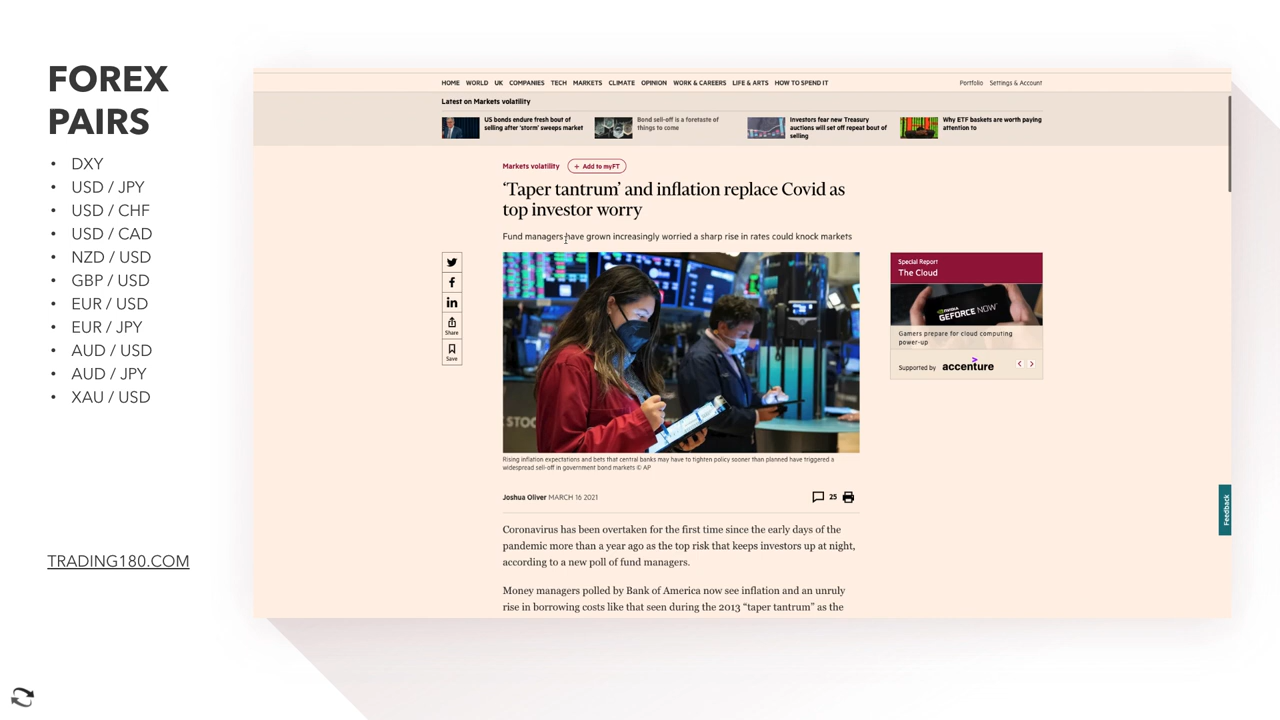 FOREX
PAIRS
• DXY
• USD / JPY
• USD / CHF
• USD / CAD
• NZD / USD
• GBP / USD
• EUR / USD
• EUR / JPY
• AUD / USD
• AUD / JPY
• XAU / USD
TRADING180.COM
HOME WORLD UK COMPANIES TECH MARKETS CLIMATE OPINION WORK & CAREERS LIFE & ARTS HOW TO SPEND IT
Portfolio Settings & Account
Latest on Markets volatility
US bonds endure fresh bout of
selling after 'storm' sweeps market
Bond sell-off is a foretaste of
things to come
Investors fear new Treasury
auctions will set off repeat bout of
selling
Why ETF baskets are worth paying
attention to
Markets volatility
+ Add to myFT
‘Taper tantrum’ and inflation replace Covid as
top investor worry
Fund managers have grown increasingly worried a sharp rise in rates could knock markets
Share
Save
STOC
Special Report
The Cloud
NVIDIA
GEFORCE NOW
Gamers prepare for cloud computing
power-up
Supported by accenture
Rising inflation expectations and bets that central banks may have to tighten policy sooner than planned have triggered a
widespread sell-off in government bond markets © AP
Joshua Oliver MARCH 16 2021
25
Feedback
Coronavirus has been overtaken for the first time since the early days of the
pandemic more than a year ago as the top risk that keeps investors up at night,
according to a new poll of fund managers.
Money managers polled by Bank of America now see inflation and an unruly
rise in borrowing costs like that seen during the 2013 “taper tantrum” as the